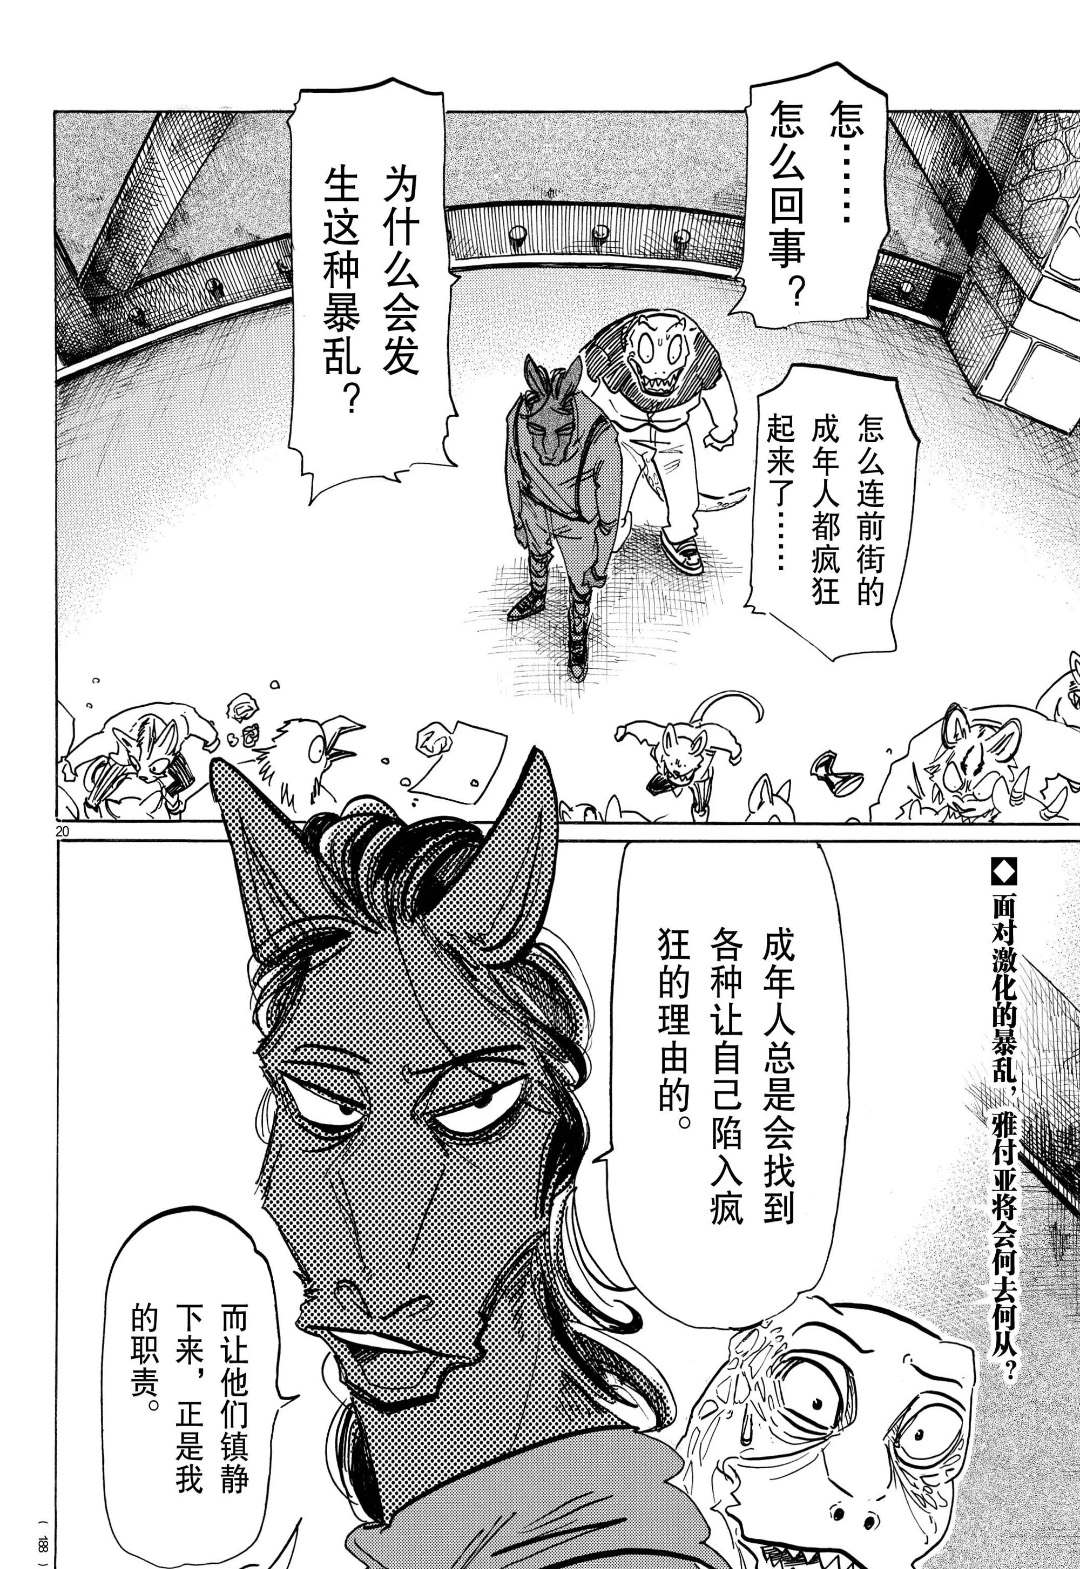 怎……
怎么回事？
为什么会发
生这种暴乱？
怎么连前街的
成年人都疯狂
起来了……
20
◆面对激化的暴乱，雅付亚将会何去何从？
成年人总是会找到
各种让自己陷入疯
狂的理由的。
而让他们镇静
下来，正是我
的职责。
( 188 )